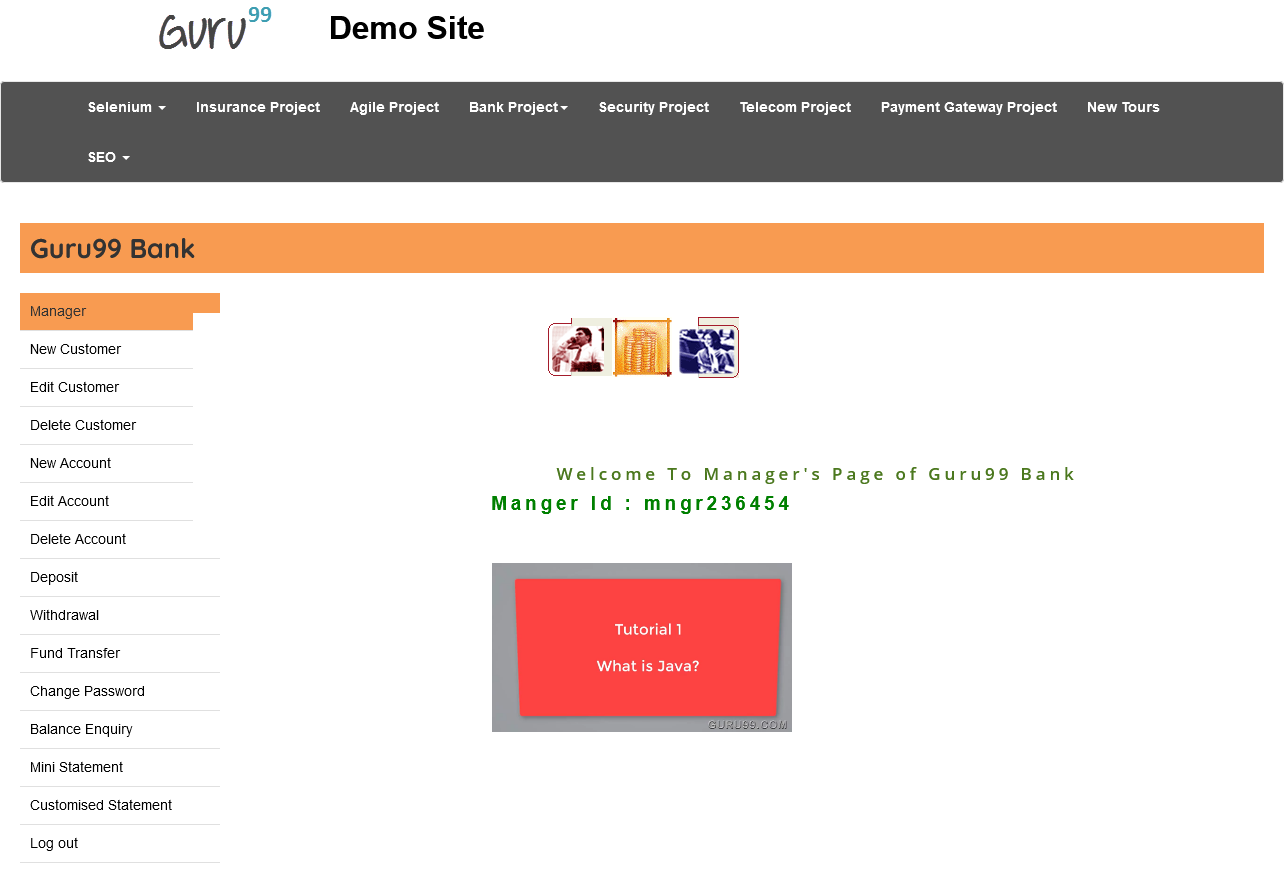 Guru99 Demo Site
Selenium Insurance Project Agile Project Bank Project Security Project Telecom Project Payment Gateway Project New Tours
SEO
Guru99 Bank
Manager
New Customer
Edit Customer
Delete Customer
New Account
Edit Account
Delete Account
Deposit
Withdrawal
Fund Transfer
Change Password
Balance Enquiry
Mini Statement
Customised Statement
Log out
Welcome To Manager's Page of Guru99 Bank
Manger Id : mngr236454
Tutorial 1
What is Java?
GURU99.COM